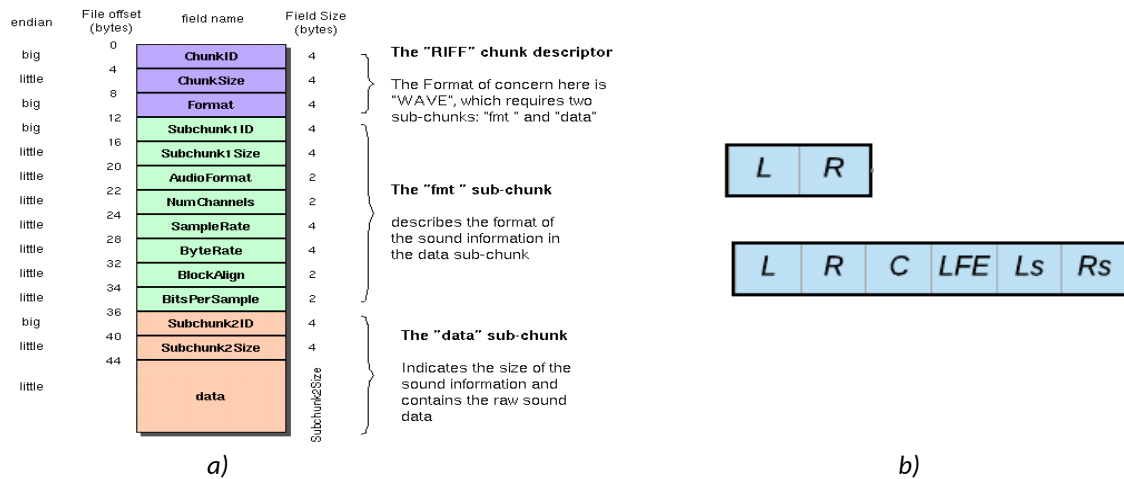 endian File offset (bytes) field name Field Size (bytes)
0
big ChunkID 4
4
little ChunkSize 4
8
big Format 4
12
The "RIFF" chunk descriptor
The Format of concern here is
"WAVE", which requires two
sub-chunks: "fmt " and "data"
big Subchunk1ID 4
16
little Subchunk1Size 4
20
little AudioFormat 2
22
little NumChannels 2
24
little SampleRate 4
28
little ByteRate 4
32
little BlockAlign 2
34
little BitsPerSample 2
36
The "fmt " sub-chunk
describes the format of
the sound information in
the data sub-chunk
big Subchunk2ID 4
40
little Subchunk2Size 4
44
little data Subchunk2Size
The "data" sub-chunk
Indicates the size of the
sound information and
contains the raw sound
data
a)
L R
L R C LFE Ls Rs
b)